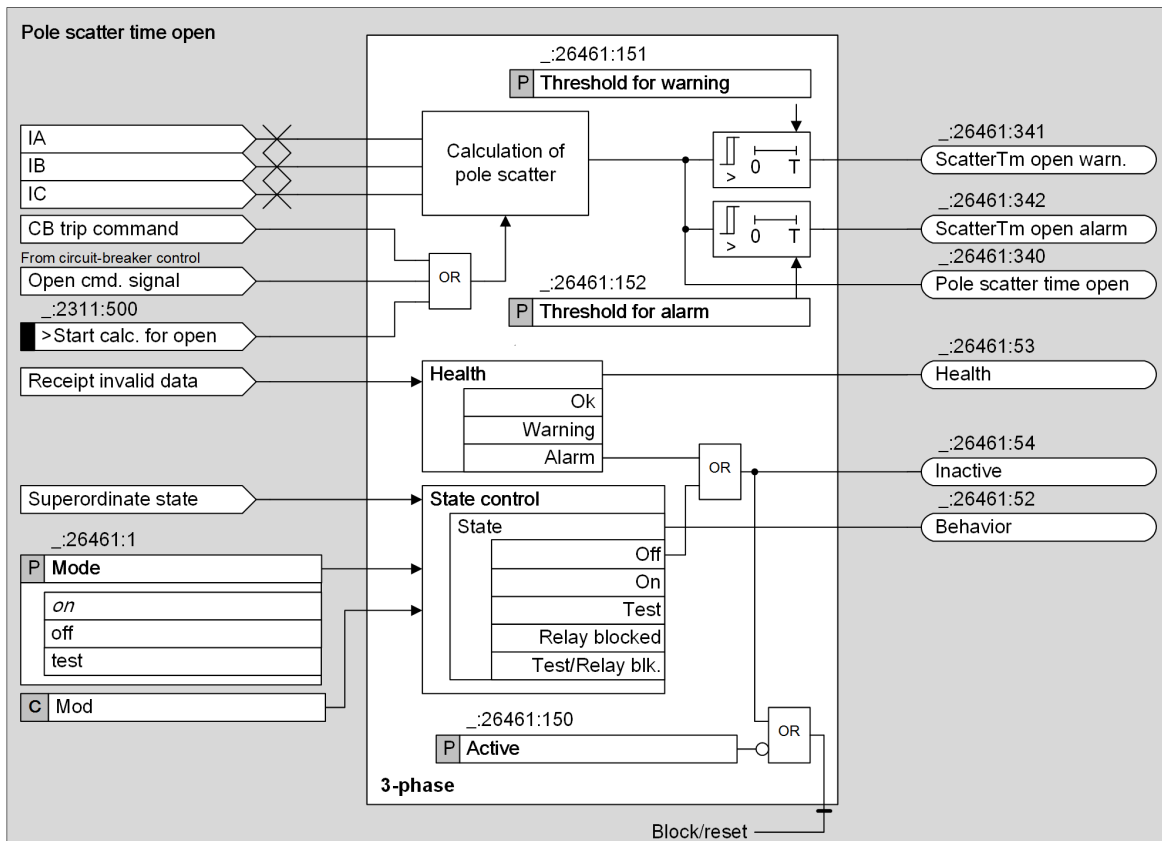 Pole scatter time open
_:26461:151
P Threshold for warning
IA
IB
IC
Calculation of
pole scatter
> 0 T
_:26461:341
ScatterTm open warn.
CB trip command
From circuit-breaker control
Open cmd. signal
OR
> 0 T
_:26461:342
ScatterTm open alarm
_:26461:340
Pole scatter time open
_:2311:500
>Start calc. for open
_:26461:152
P Threshold for alarm
Receipt invalid data
Health
Ok
Warning
Alarm
OR
_:26461:53
Health
_:26461:54
Inactive
Superordinate state
State control
State
Off
On
Test
Relay blocked
Test/Relay blk.
_:26461:52
Behavior
_:26461:1
P Mode
on
off
test
C Mod
_:26461:150
P Active
OR
3-phase
Block/reset